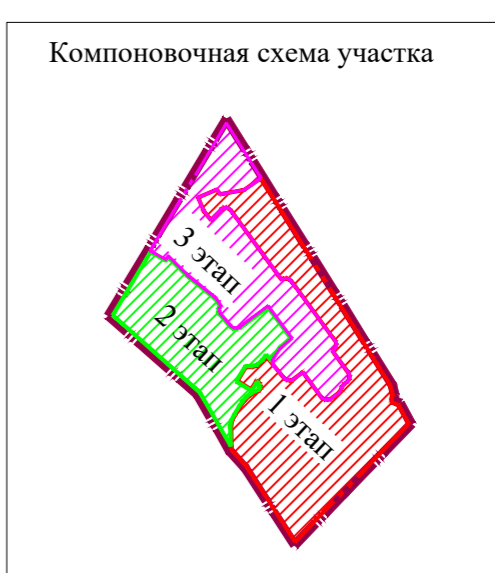 Компоновочная схема участка
3 этап
2 этап
1 этап